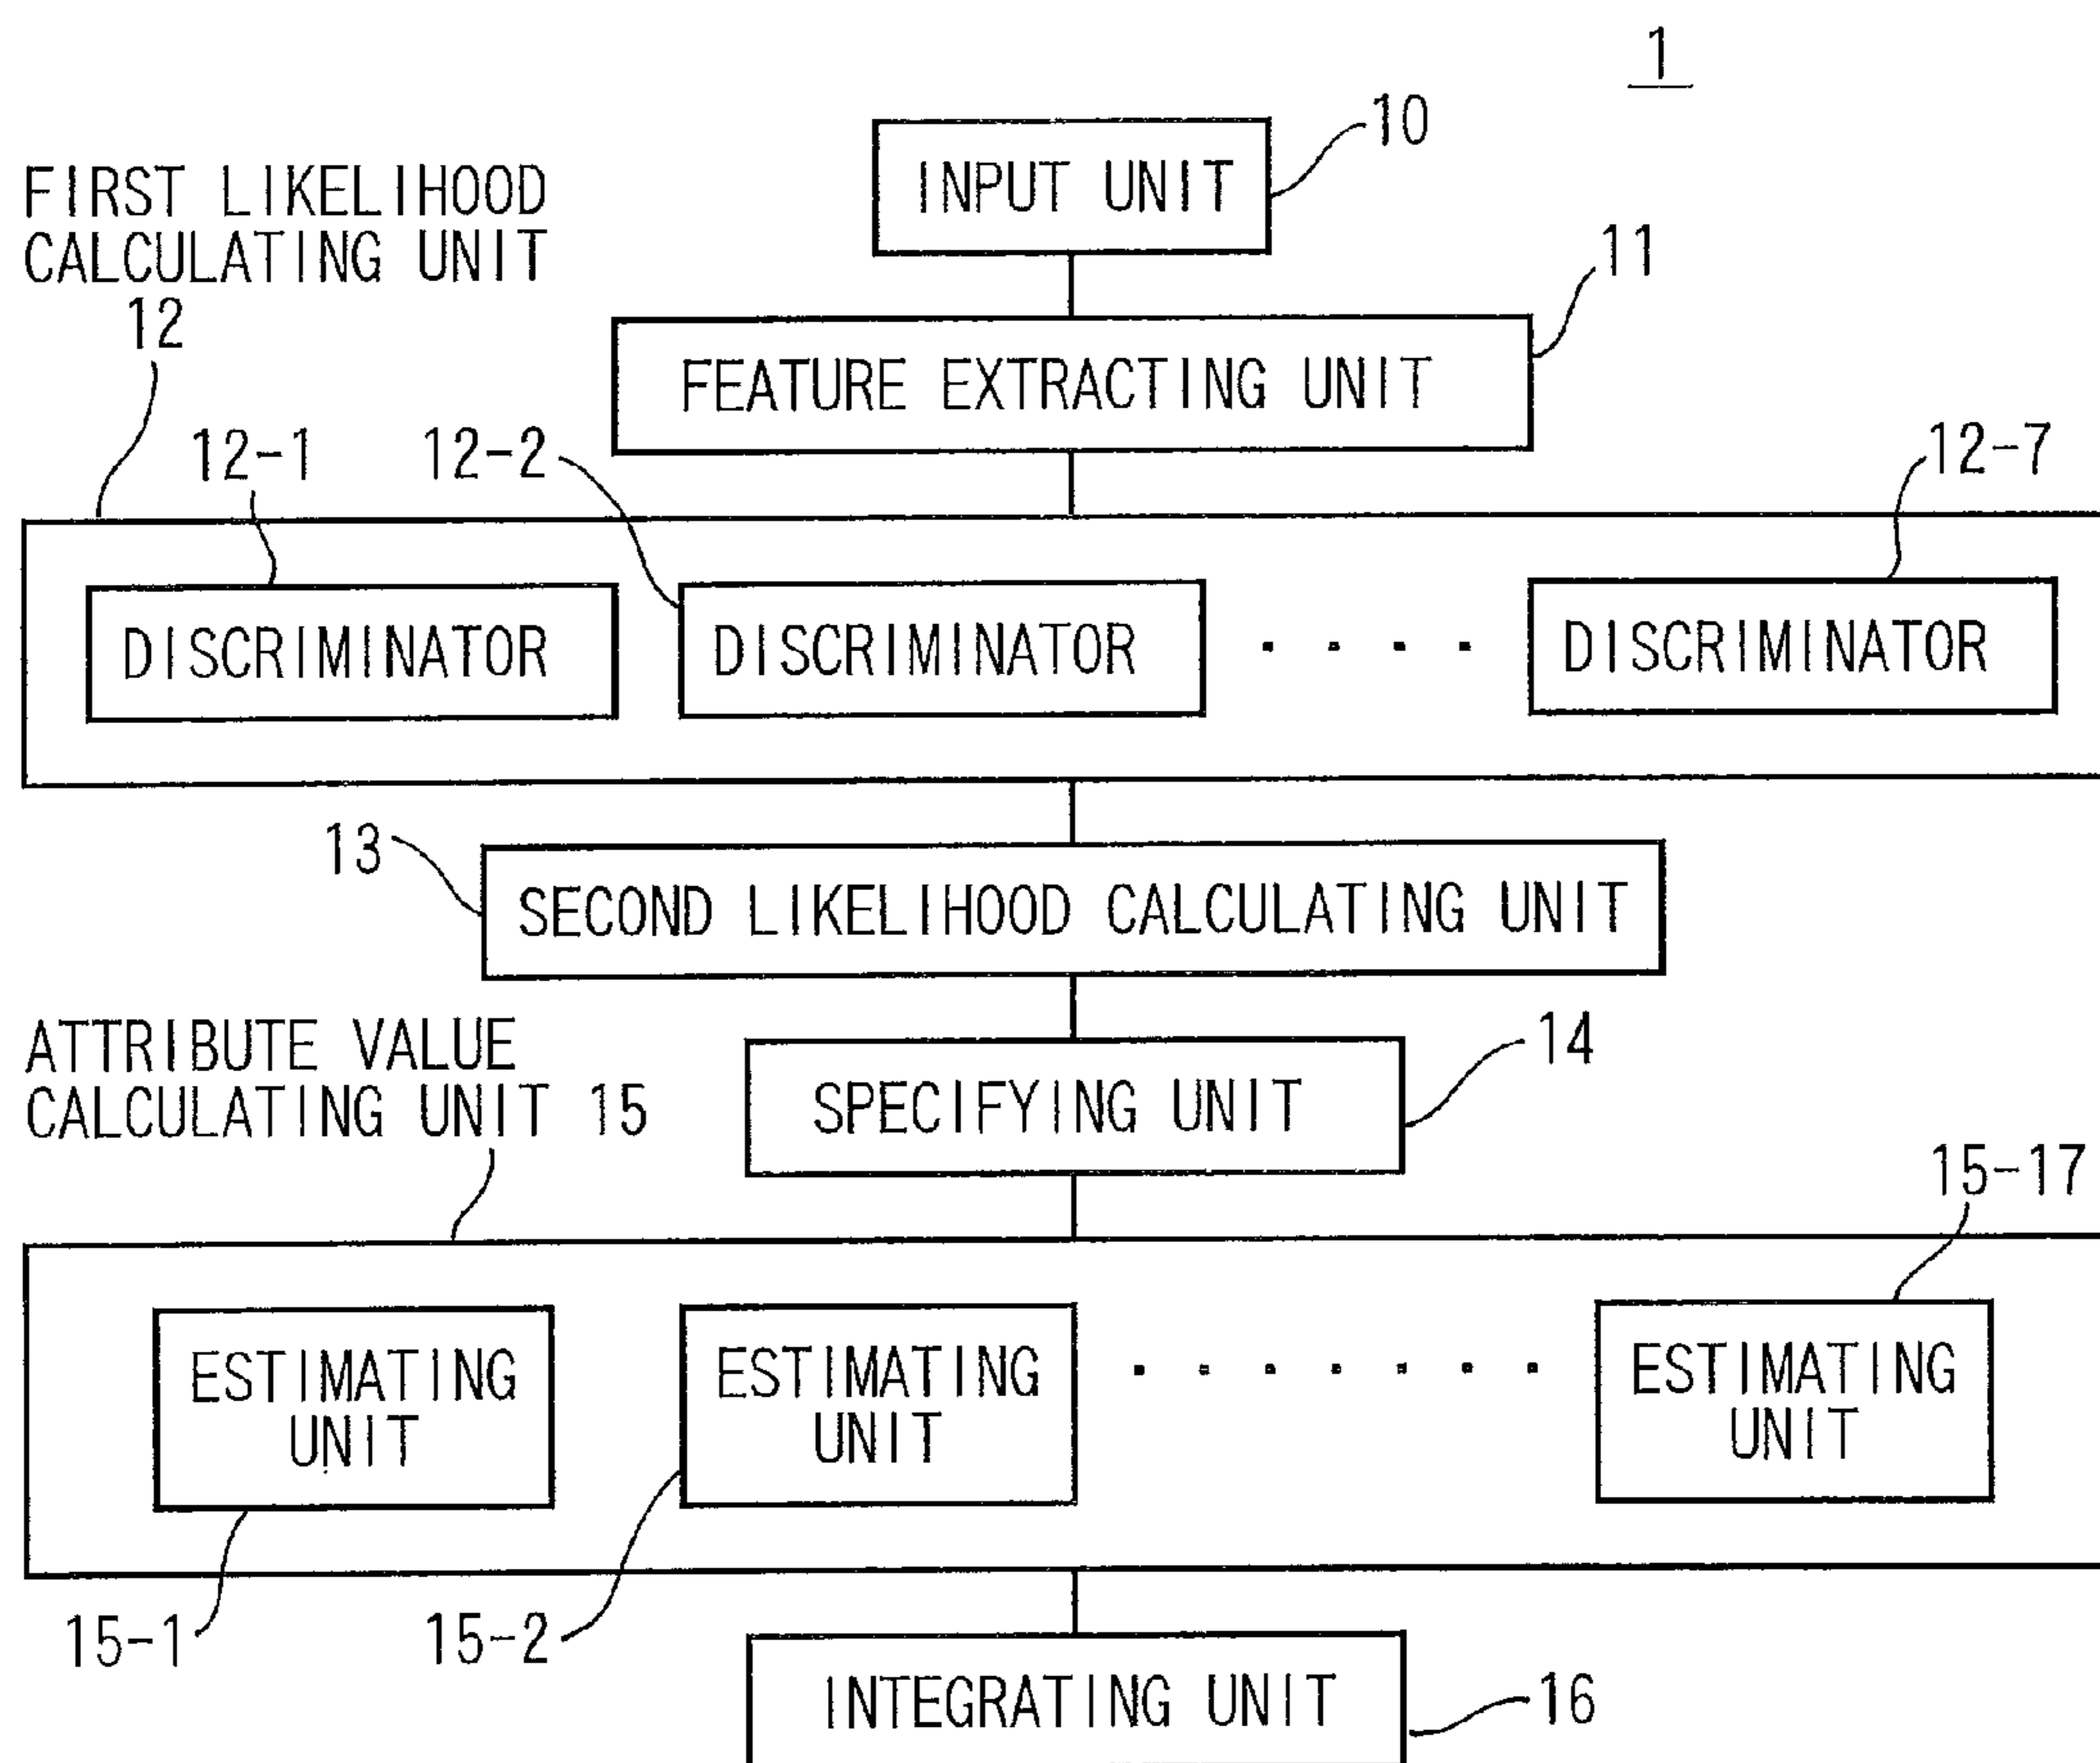 1
10
INPUT UNIT
FIRST LIKELIHOOD
CALCULATING UNIT
12
11
FEATURE EXTRACTING UNIT
12-1
12-2
12-7
DISCRIMINATOR
DISCRIMINATOR
DISCRIMINATOR
13
SECOND LIKELIHOOD CALCULATING UNIT
ATTRIBUTE VALUE
CALCULATING UNIT 15
14
SPECIFYING UNIT
15-17
ESTIMATING
UNIT
ESTIMATING
UNIT
ESTIMATING
UNIT
15-1
15-2
INTEGRATING UNIT
16